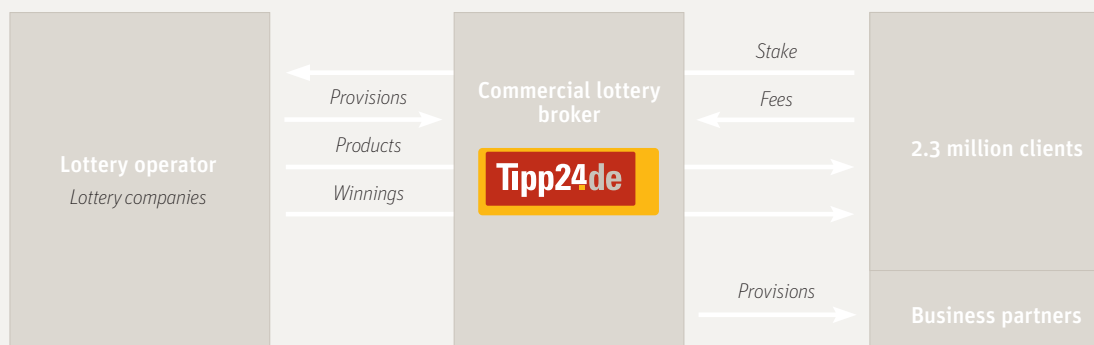 Lottery operator
Lottery companies
Provisions
Products
Winnings
Commercial lottery
broker
Tipp24.de
Stake
Fees
Provisions
2.3 million clients
Business partners